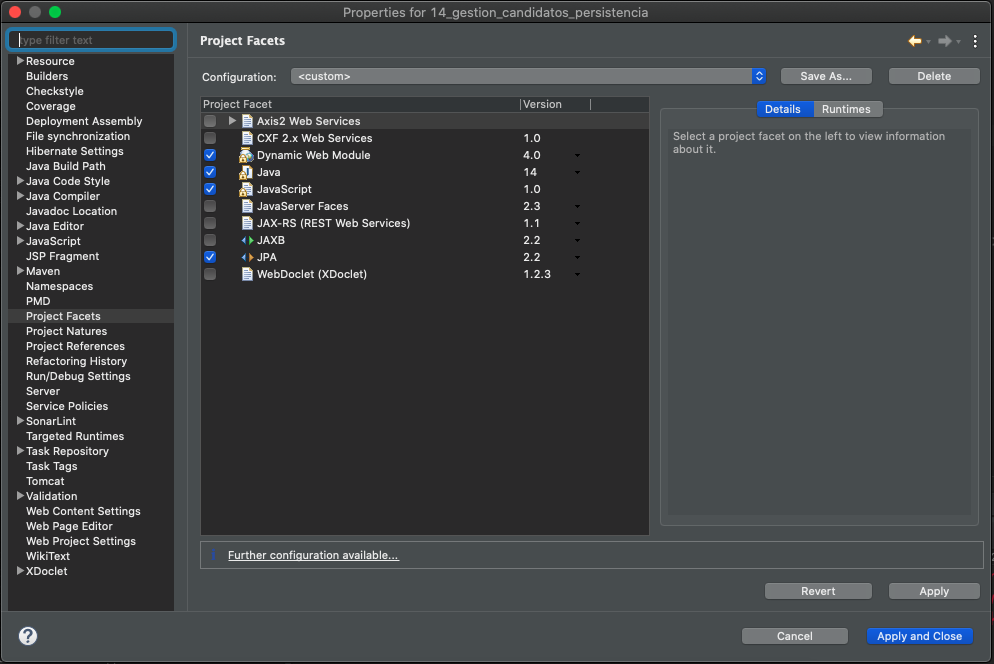 Properties for 14_gestion_candidatos_persistencia
type filter text
Resource
Builders
Checkstyle
Coverage
Deployment Assembly
File synchronization
Hibernate Settings
Java Build Path
Java Code Style
Java Compiler
Javadoc Location
Java Editor
JavaScript
JSP Fragment
Maven
Namespaces
PMD
Project Facets
Project Natures
Project References
Refactoring History
Run/Debug Settings
Server
Service Policies
SonarLint
Targeted Runtimes
Task Repository
Task Tags
Tomcat
Validation
Web Content Settings
Web Page Editor
Web Project Settings
WikiText
XDoclet
Project Facets
Configuration: <custom> Save As... Delete
Project Facet Version
Axis2 Web Services
CXF 2.x Web Services 1.0
Dynamic Web Module 4.0
Java 14
JavaScript 1.0
JavaServer Faces 2.3
JAX-RS (REST Web Services) 1.1
JAXB 2.2
JPA 2.2
WebDoclet (XDoclet) 1.2.3
Details Runtimes
Select a project facet on the left to view information
about it.
Further configuration available...
Revert Apply
? Cancel Apply and Close